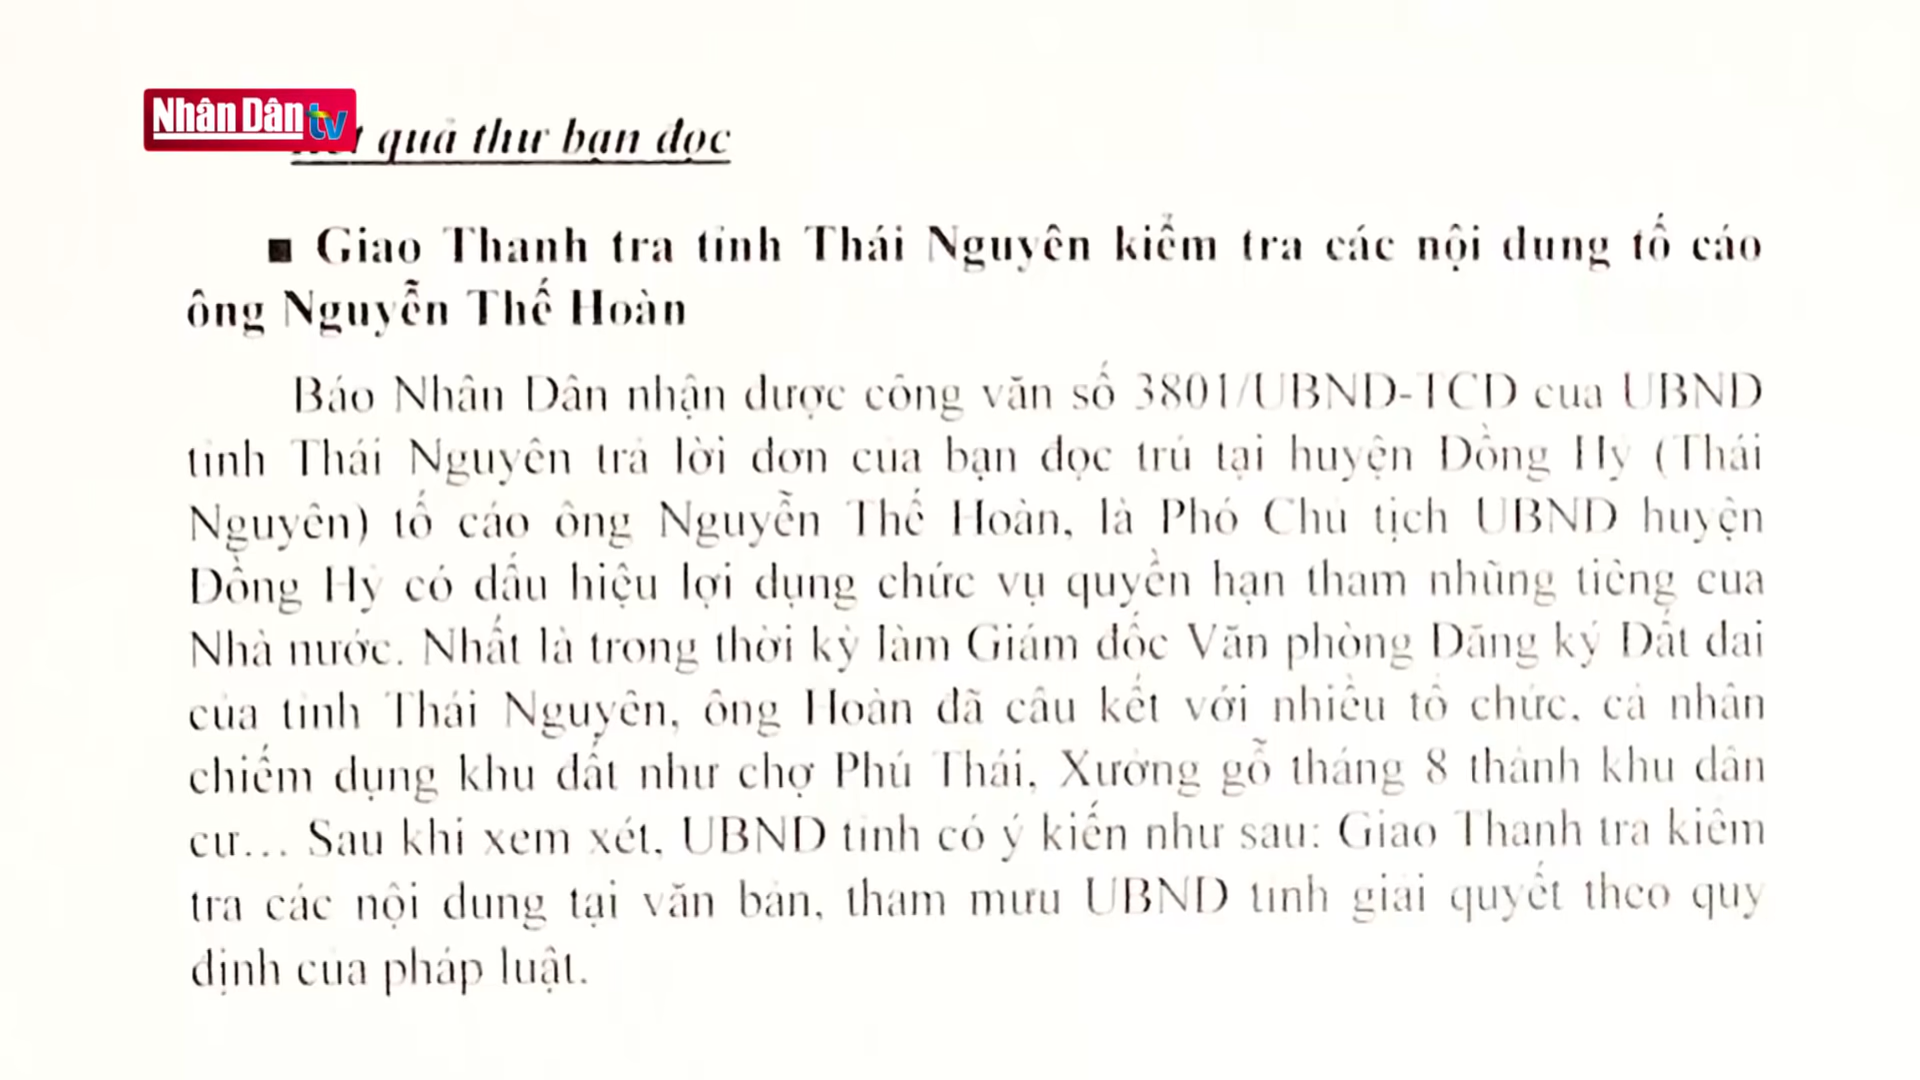 Nhân Dân tv
quả thư bạn đọc
■ Giao Thanh tra tỉnh Thái Nguyên kiểm tra các nội dung tố cáo
ông Nguyễn Thế Hoàn
Báo Nhân Dân nhận được công văn số 3801/UBND-TCD của UBND
tỉnh Thái Nguyên trả lời đơn của bạn đọc trú tại huyện Đồng Hỷ (Thái
Nguyên) tố cáo ông Nguyễn Thế Hoàn, là Phó Chủ tịch UBND huyện
Đồng Hỷ có dấu hiệu lợi dụng chức vụ quyền hạn tham nhũng tiếng của
Nhà nước. Nhất là trong thời kỳ làm Giám đốc Văn phòng Đăng ký Đất đai
của tỉnh Thái Nguyên, ông Hoàn đã câu kết với nhiều tổ chức, cá nhân
chiếm dụng khu đất như chợ Phú Thái, Xưởng gỗ tháng 8 thành khu dân
cư... Sau khi xem xét, UBND tỉnh có ý kiến như sau: Giao Thanh tra kiểm
tra các nội dung tại văn bản, tham mưu UBND tỉnh giải quyết theo quy
định của pháp luật.